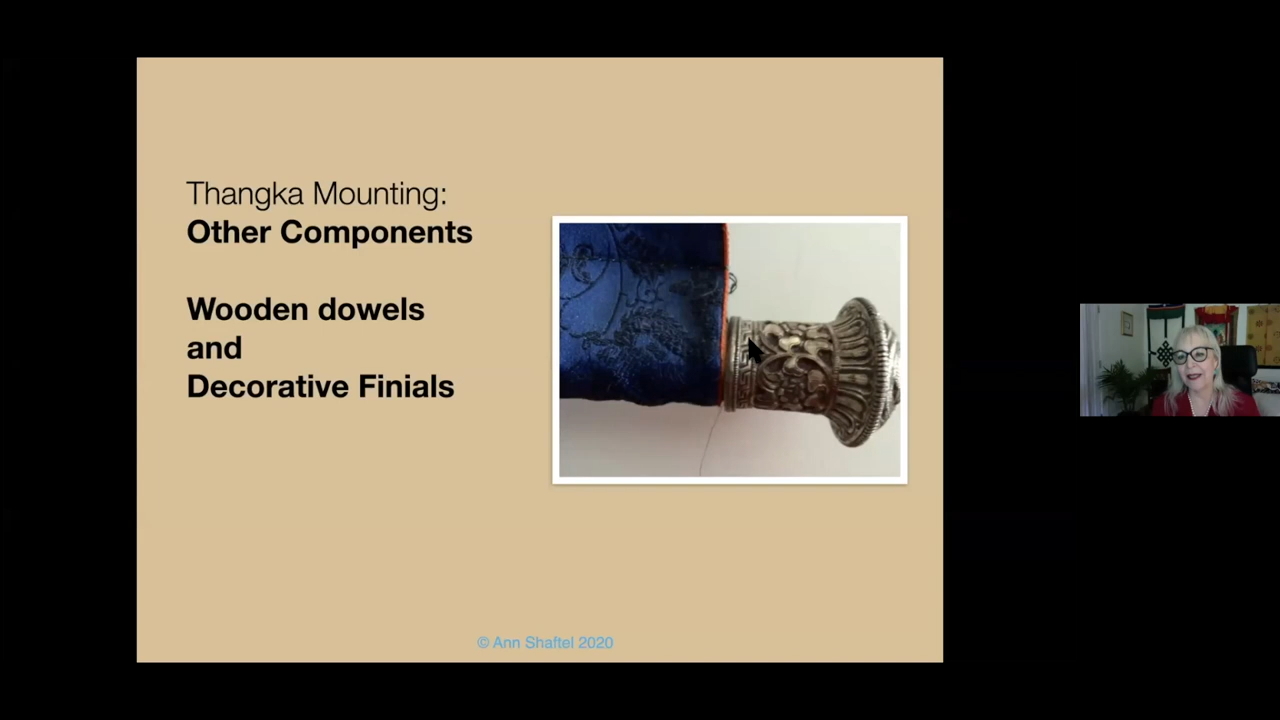 Thangka Mounting:
Other Components
Wooden dowels
and
Decorative Finials
© Ann Shaftel 2020